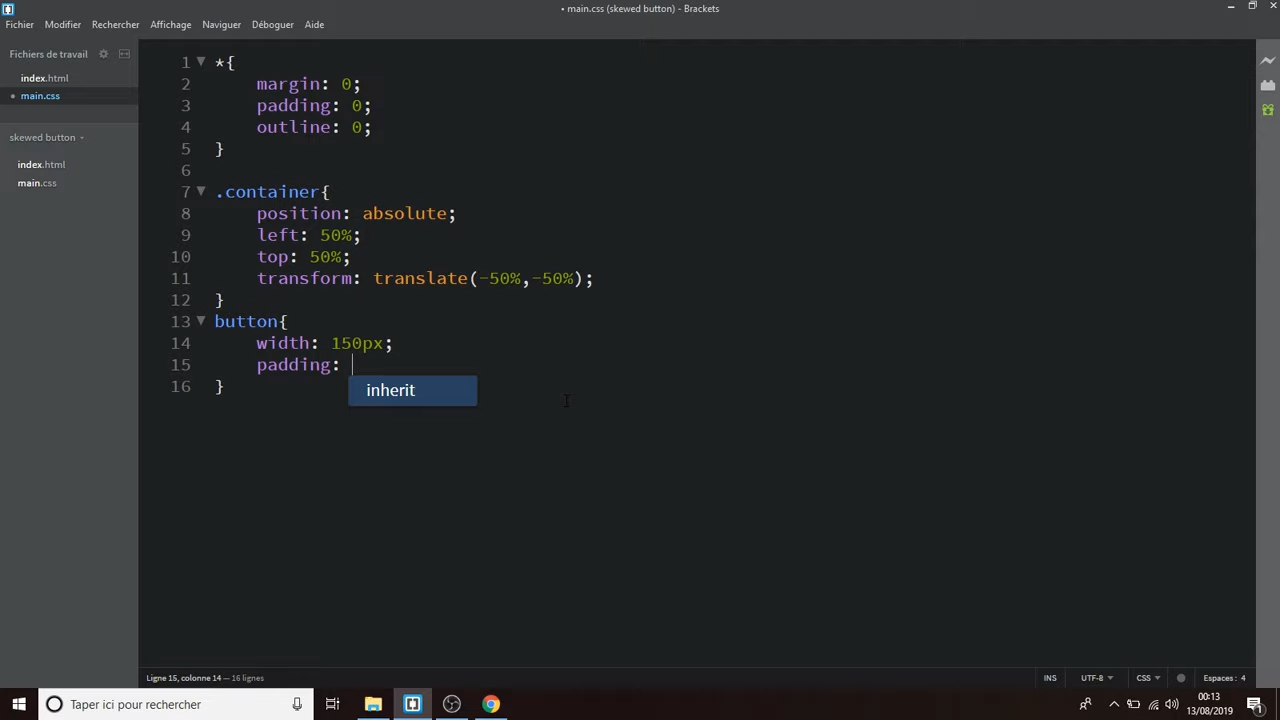 • main.css (skewed button) - Brackets
Fichier Modifier Rechercher Affichage Naviguer Déboguer Aide
Fichiers de travail
index.html
• main.css
skewed button
index.html
main.css
1 *{
2 margin: 0;
3 padding: 0;
4 outline: 0;
5 }
6
7 .container{
8 position: absolute;
9 left: 50%;
10 top: 50%;
11 transform: translate(-50%,-50%);
12 }
13 button{
14 width: 150px;
15 padding:
inherit
16 }
Ligne 15, colonne 14 — 16 lignes
INS UTF-8 CSS Espaces : 4
Taper ici pour rechercher
00:13
13/08/2019
1